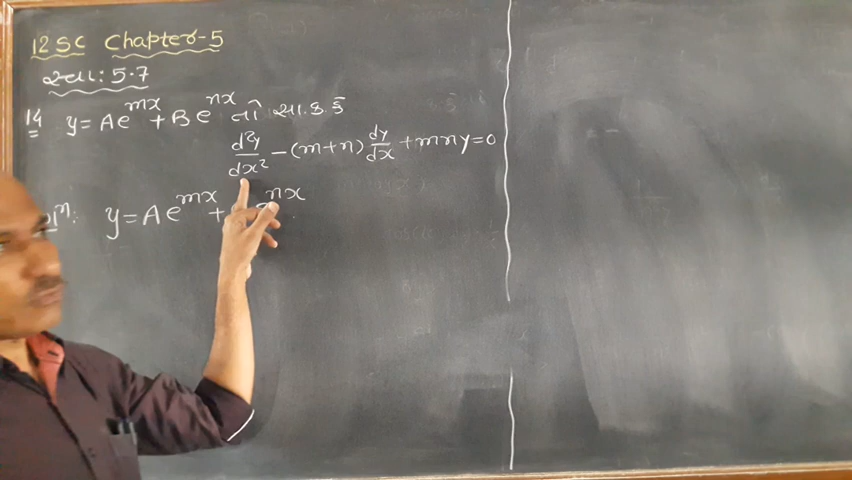 12 SC Chapter-5
સ્વા: 5.7
14 y = Ae^mx + Be^nx તો સા.ક.કે
d²y/dx² - (m+n) dy/dx + mny = 0
y = Ae^mx + e^nx